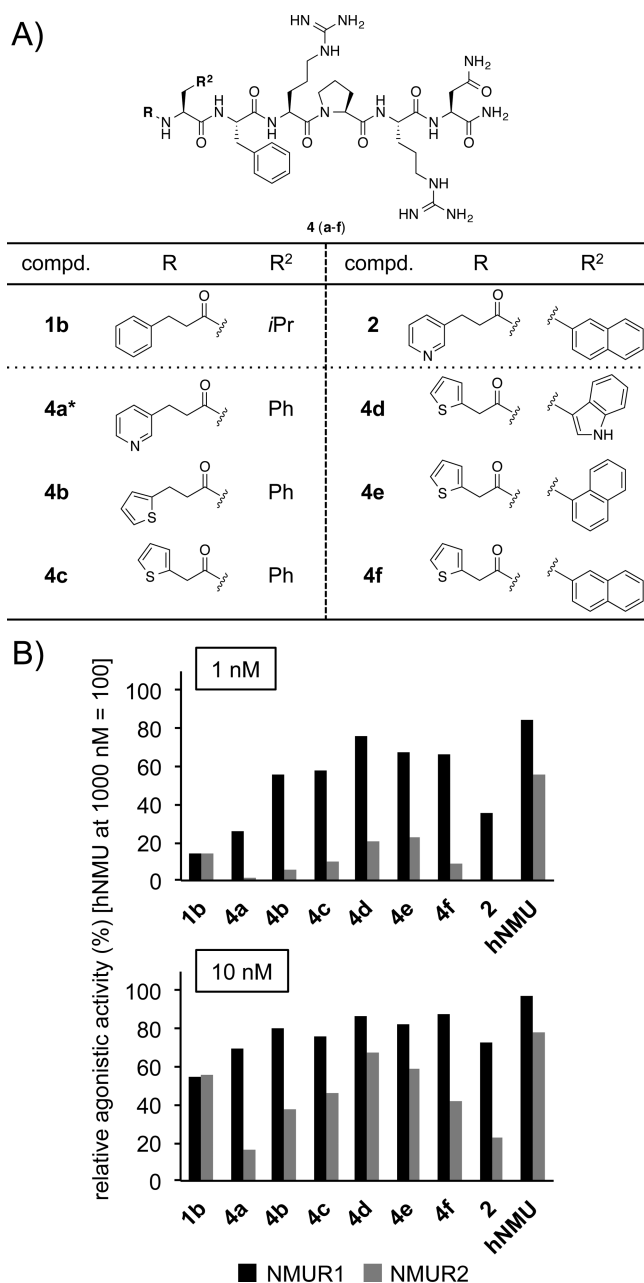 A)
HN NH₂
NH
R²
R
N
H
O
H
N
O
N
H
O
N
O
H
N
O
N
H
O
NH₂
O
NH₂
NH
HN NH₂
4 (a-f)
compd. R R² compd. R R²
1b O iPr 2 N O
4a* N O Ph 4d S O NH
4b S O Ph 4e S O
4c S O Ph 4f S O
B)
relative agonistic activity (%) [hNMU at 1000 nM = 100]
1 nM
100
80
60
40
20
0
1b 4a 4b 4c 4d 4e 4f 2 hNMU
10 nM
100
80
60
40
20
0
1b 4a 4b 4c 4d 4e 4f 2 hNMU
NMUR1 NMUR2